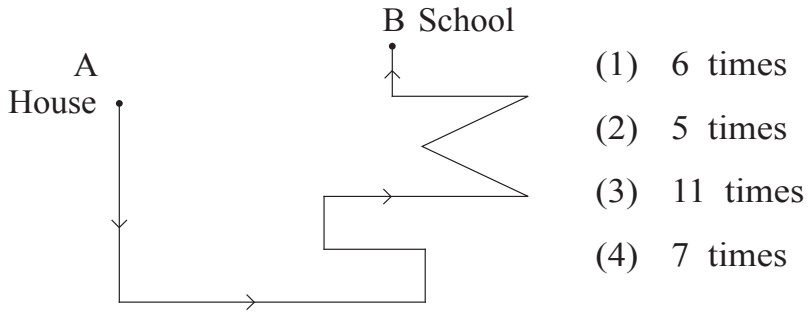 B School
A
House
(1) 6 times
(2) 5 times
(3) 11 times
(4) 7 times